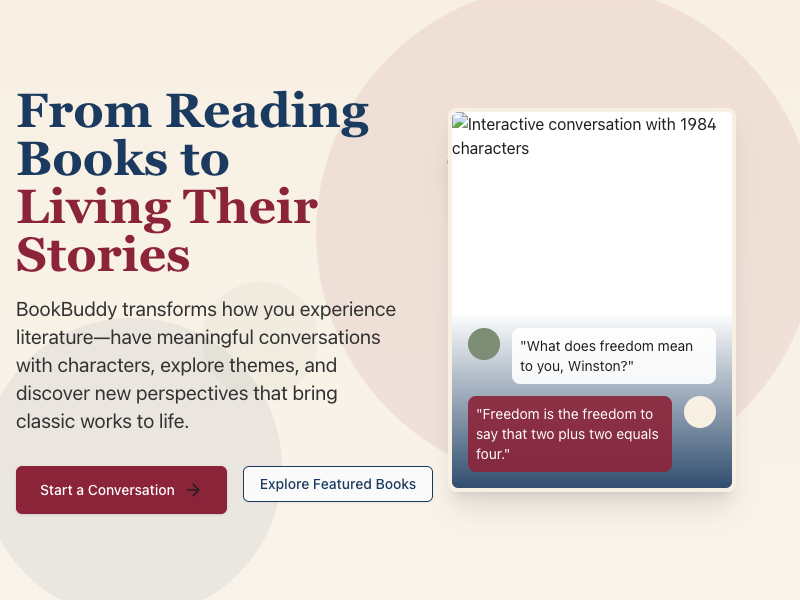 From Reading
Books to
Living Their
Stories
BookBuddy transforms how you experience
literature—have meaningful conversations
with characters, explore themes, and
discover new perspectives that bring
classic works to life.
Start a Conversation
Explore Featured Books
Interactive conversation with 1984
characters
"What does freedom mean
to you, Winston?"
"Freedom is the freedom to
say that two plus two equals
four."